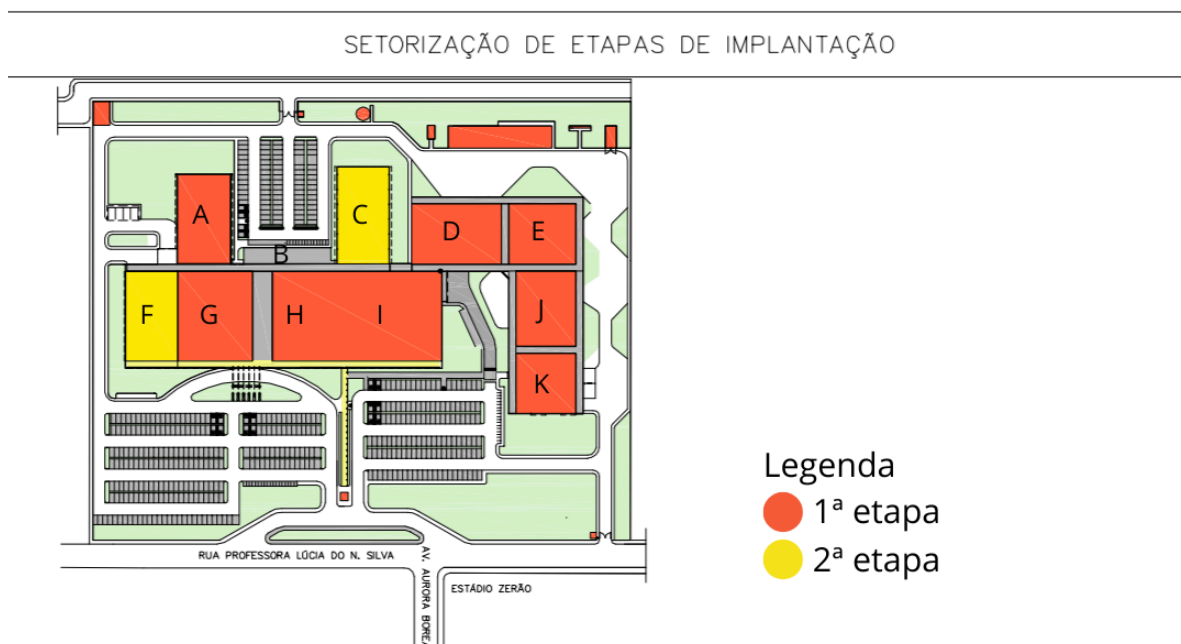 SETORIZAÇÃO DE ETAPAS DE IMPLANTAÇÃO
A
C
B
D
E
F
G
H
I
J
K
Legenda
1ª etapa
2ª etapa
RUA PROFESSORA LÚCIA DO N. SILVA
AV. AURORA BOREA
ESTÁDIO ZERÃO